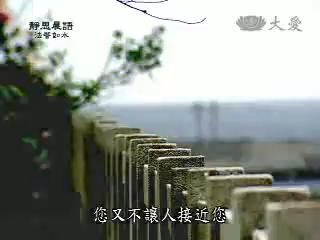 靜思晨語
法譬如水
大愛
您又不讓人接近您